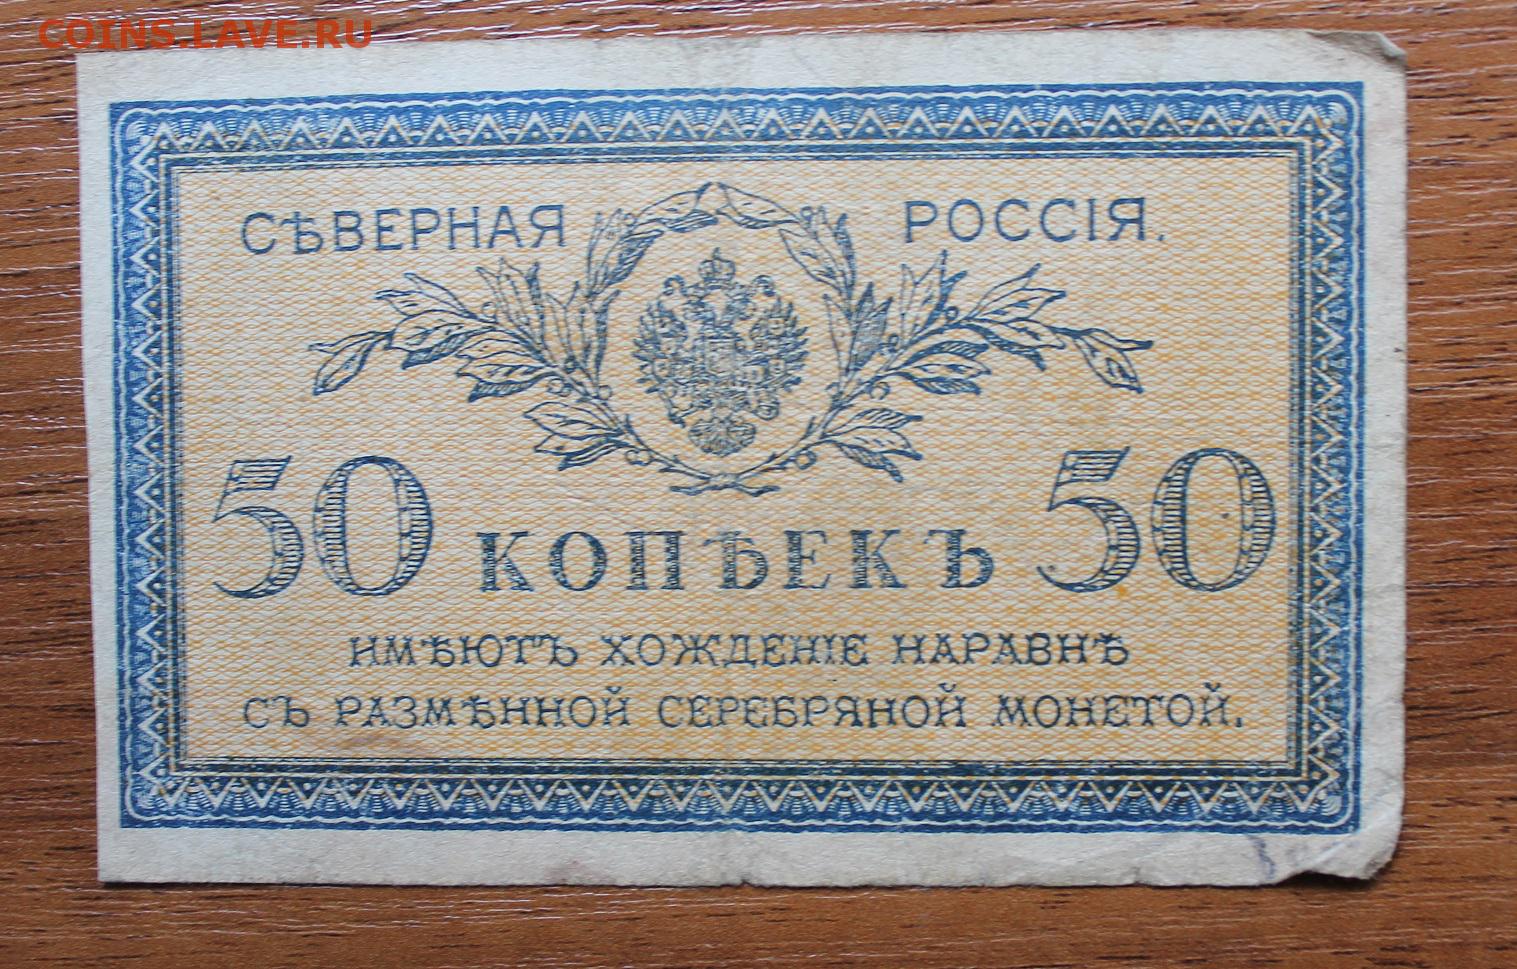 COINS.LAVE.RU
СѢВЕРНАЯ РОССІЯ.
50 КОПѢЕКЪ 50
ИМѢЮТЪ ХОЖДЕНІЕ НАРАВНѢ
СЪ РАЗМѢННОЙ СЕРЕБРЯНОЙ МОНЕТОЙ.